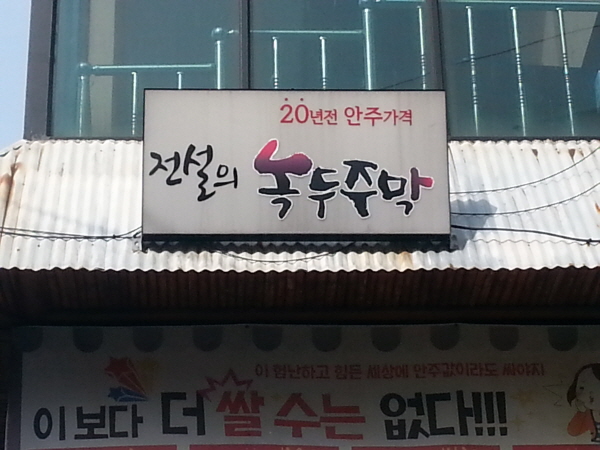 20년전 안주가격
전설의 녹두주막
이 험난하고 힘든 세상에 안주값이라도 싸야지
이보다 더 쌀 수는 없다!!!